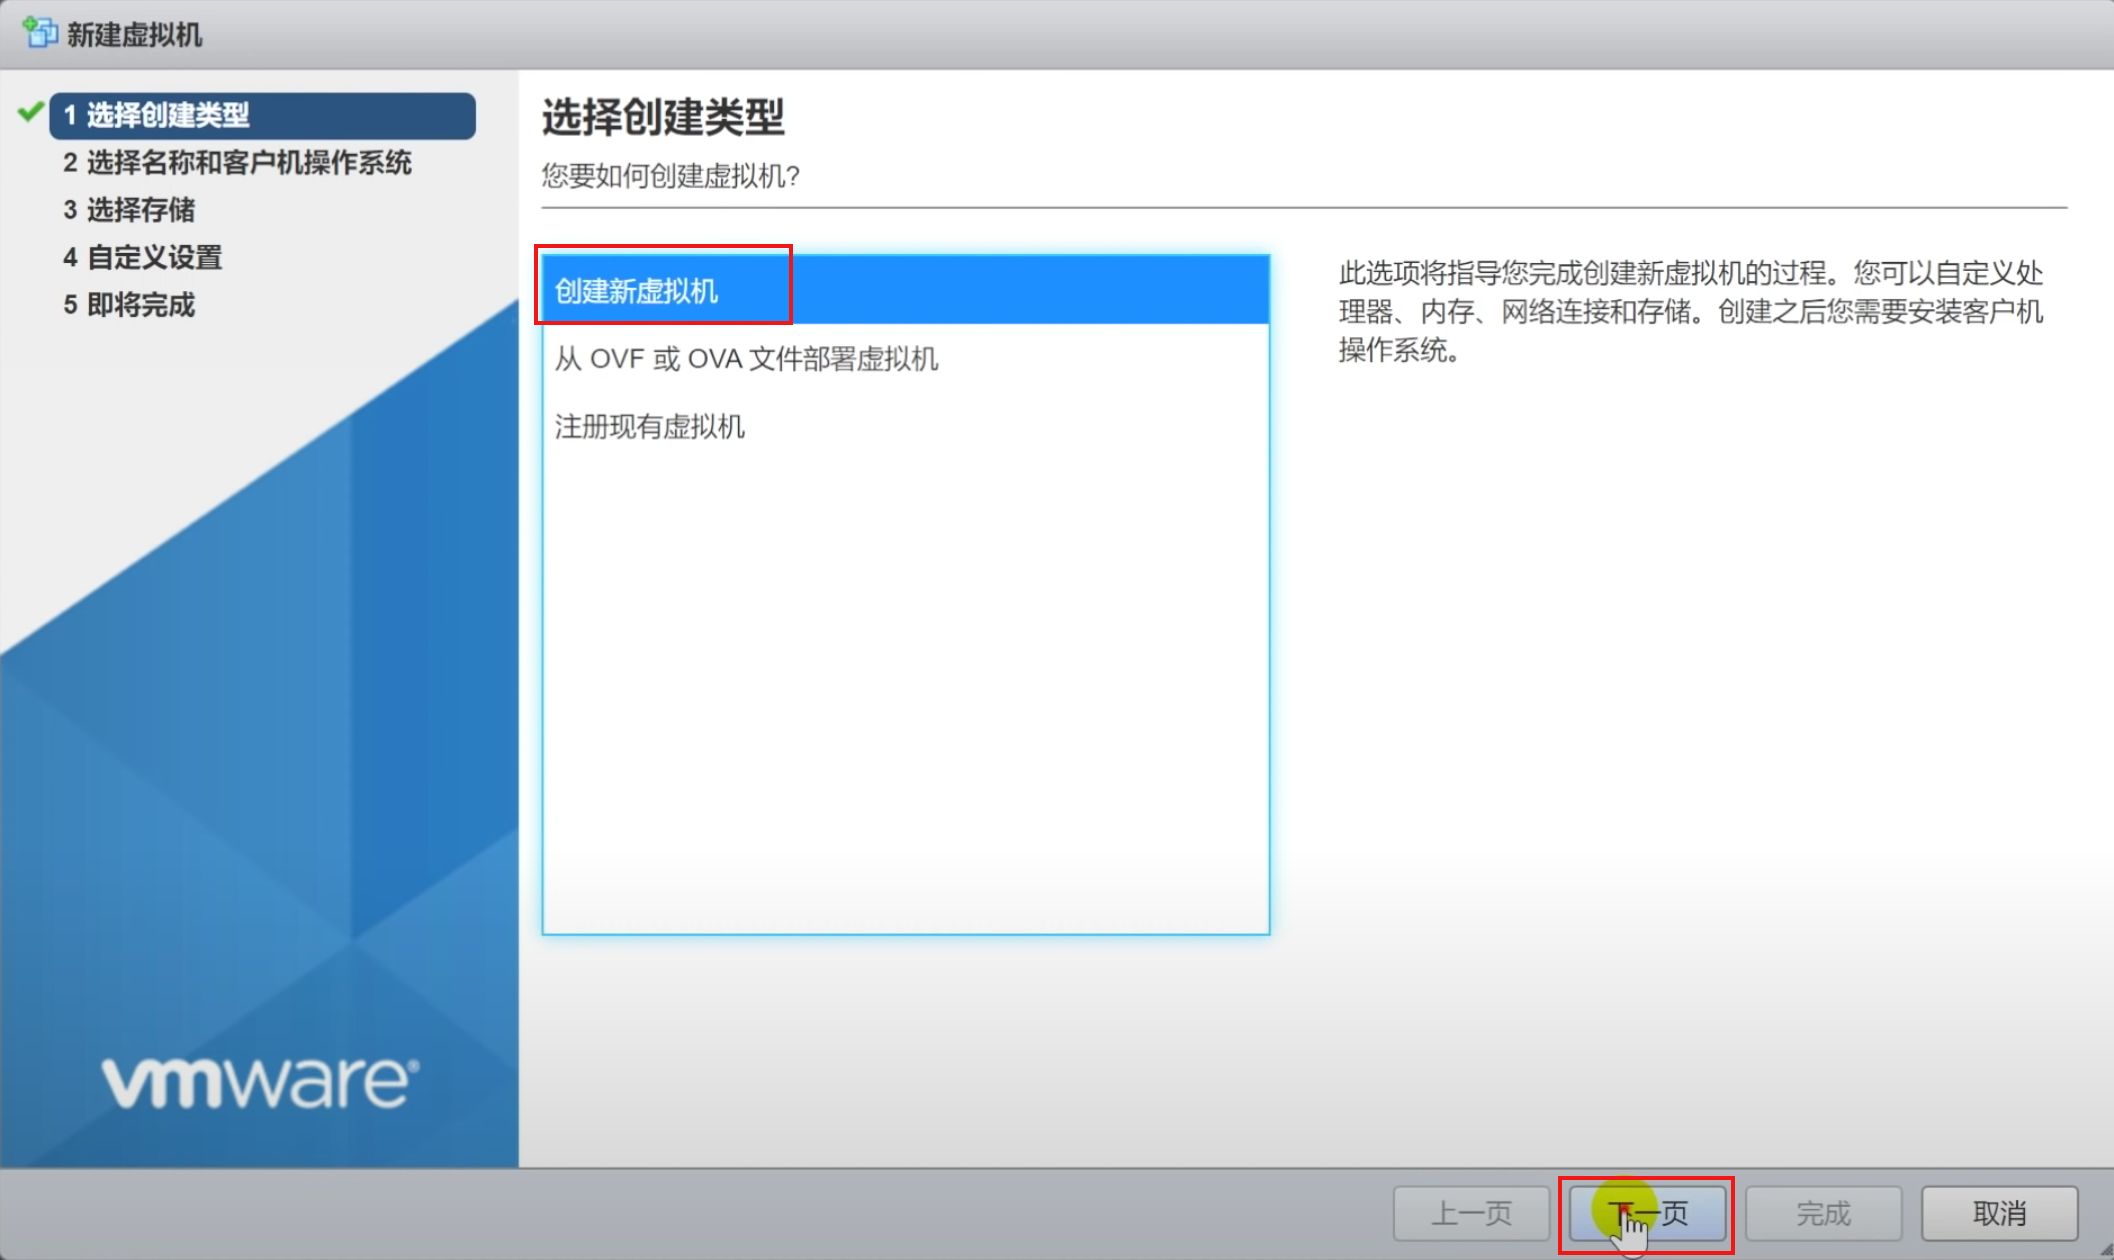 新建虚拟机
1 选择创建类型
2 选择名称和客户机操作系统
3 选择存储
4 自定义设置
5 即将完成
选择创建类型
您要如何创建虚拟机?
创建新虚拟机
从 OVF 或 OVA 文件部署虚拟机
注册现有虚拟机
此选项将指导您完成创建新虚拟机的过程。您可以自定义处
理器、内存、网络连接和存储。创建之后您需要安装客户机
操作系统。
vmware®
上一页
下一页
完成
取消